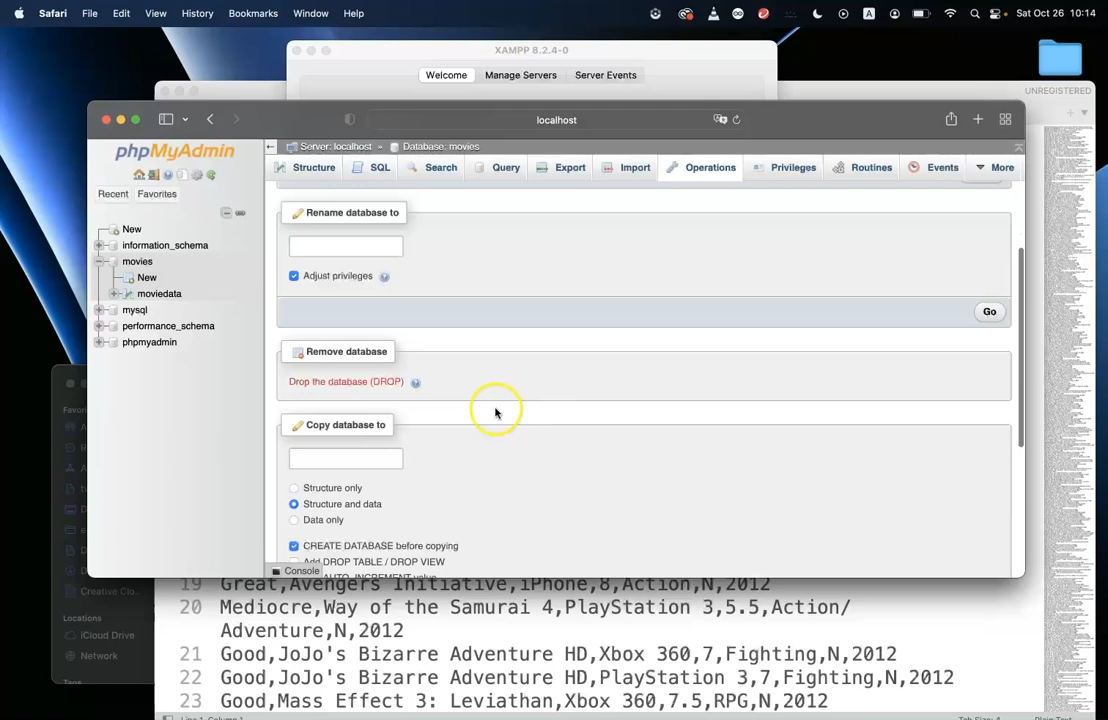 Safari File Edit View History Bookmarks Window Help
A
Sat Oct 26 10:14
XAMPP 8.2.4-0
Welcome Manage Servers Server Events
UNREGISTERED
localhost
phpMyAdmin
Recent Favorites
New
information_schema
movies
New
moviedata
mysql
performance_schema
phpmyadmin
Server: localhost » Database: movies
Structure SQL Search Query Export Import Operations Privileges Routines Events More
Rename database to
Adjust privileges
Go
Remove database
Drop the database (DROP)
Copy database to
Structure only
Structure and data
Data only
CREATE DATABASE before copying
Add DROP TABLE / DROP VIEW
Console
Creative Clo...
Locations
iCloud Drive
Network
19 Great,Avengers Initiative,iPhone,8,Action,N,2012
20 Mediocre,Way of the Samurai 4,PlayStation 3,5.5,Action/
Adventure,N,2012
21 Good,JoJo's Bizarre Adventure HD,Xbox 360,7,Fighting,N,2012
22 Good,JoJo's Bizarre Adventure HD,PlayStation 3,7,Fighting,N,2012
23 Good,Mass Effect 3: Leviathan,Xbox 360,7.5,RPG,N,2012